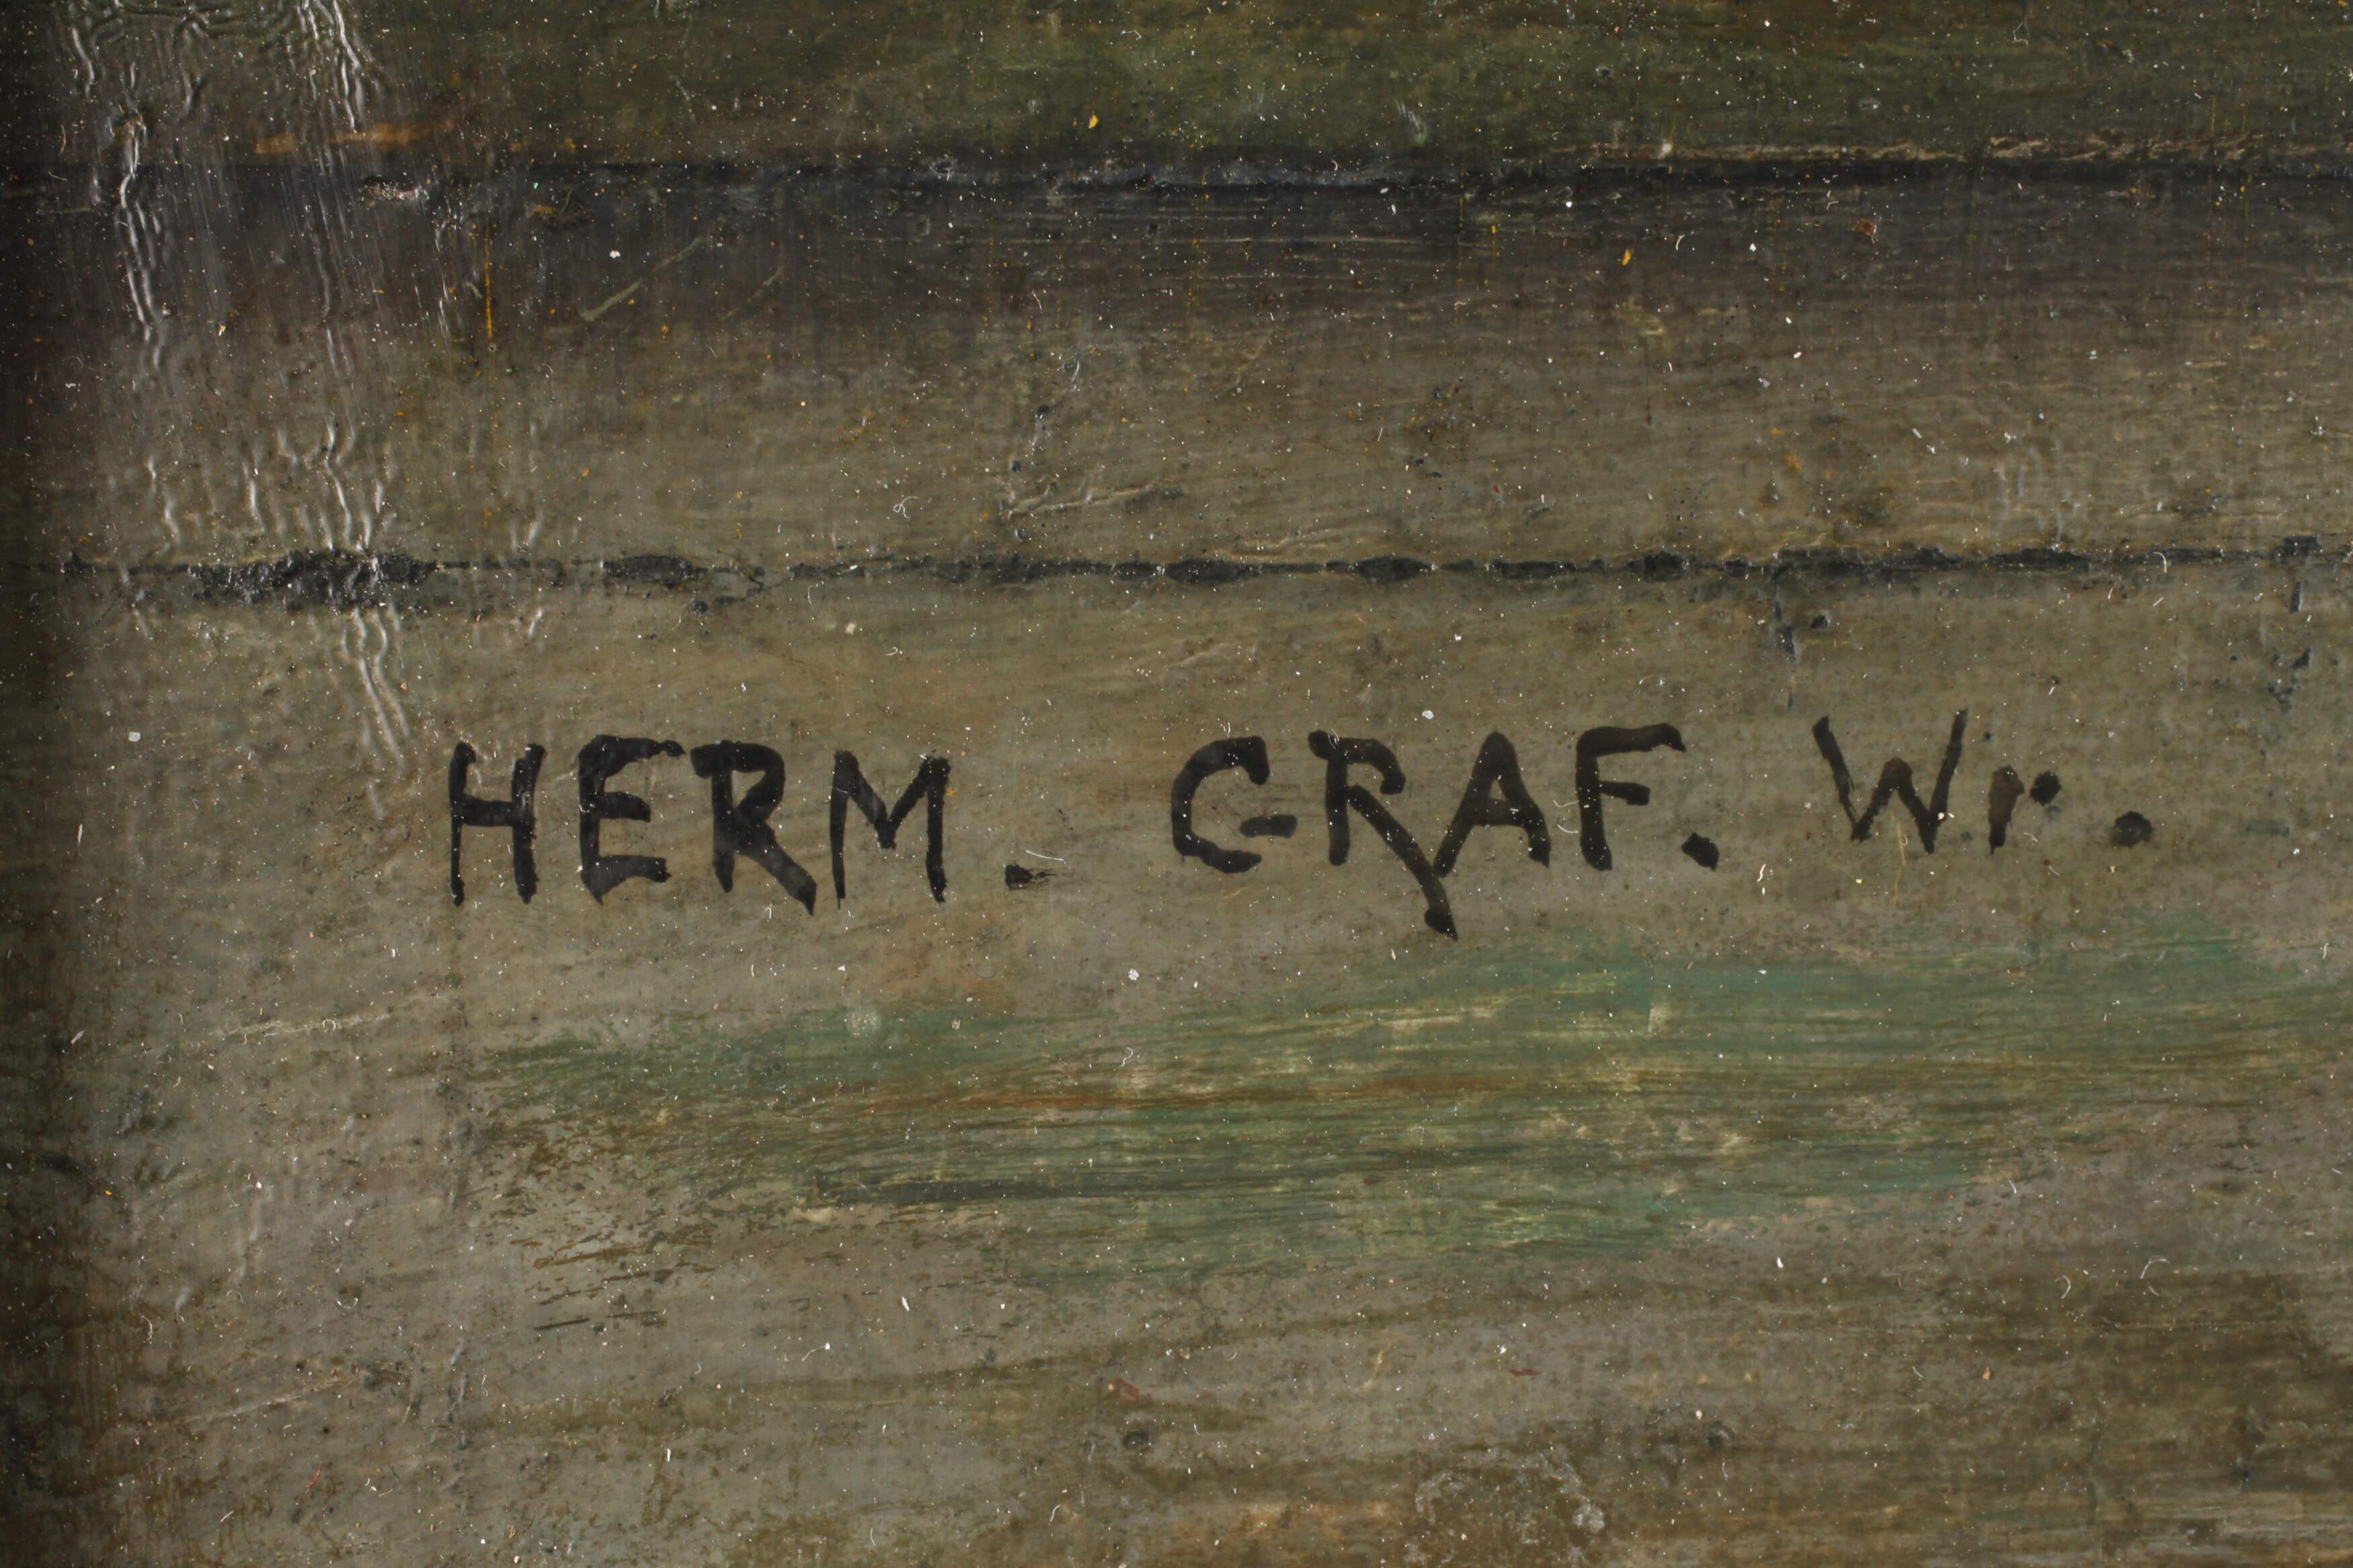 HERM. GRAF. Wr.